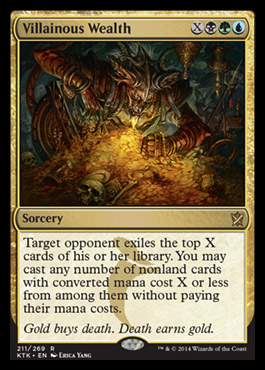 Villainous Wealth X
Sorcery
Target opponent exiles the top X
cards of his or her library. You may
cast any number of nonland cards
with converted mana cost X or less
from among them without paying
their mana costs.
Gold buys death. Death earns gold.
211/269 R
KTK • EN ERICA YANG ™ & © 2014 Wizards of the Coast